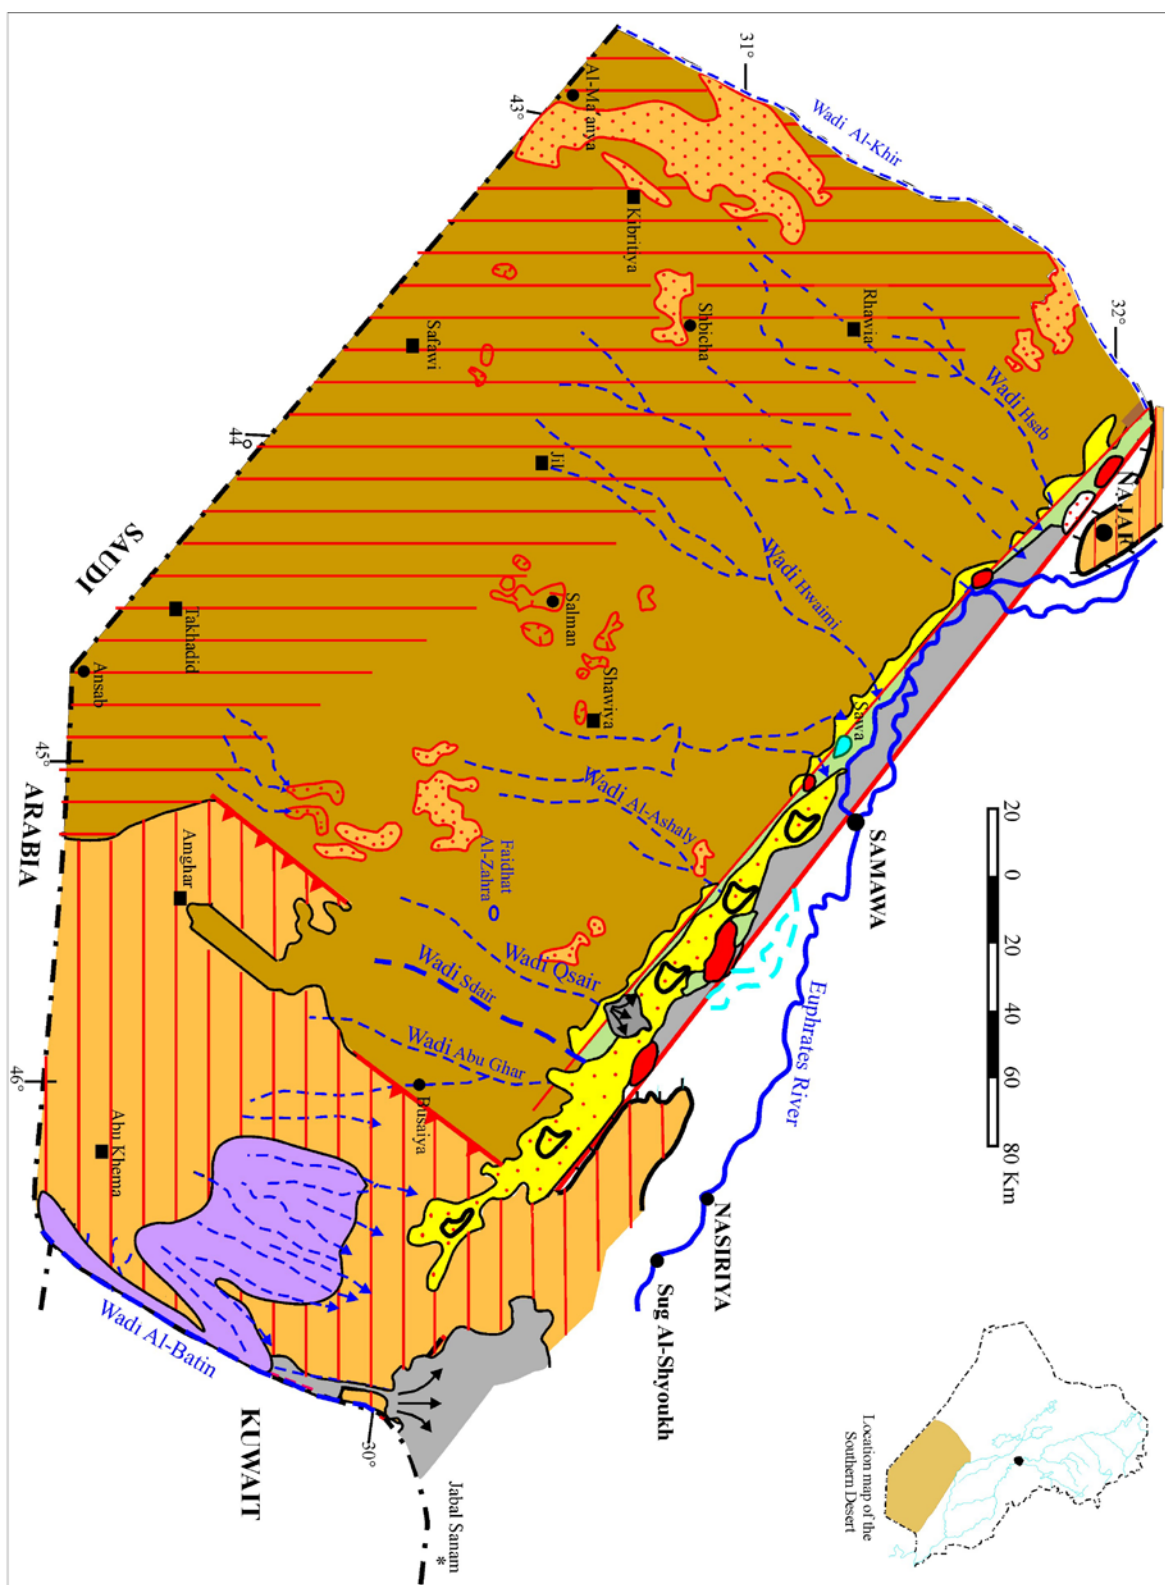 31°
32°
43°
44°
45°
46°
30°
Al-Ma'anya
Wadi Al-Khir
Kibritiya
Shbicha
Rhawia
Safawi
Wadi Hsab
NAJAF
Jil
Wadi Hwaimi
SAUDI
ARABIA
Salman
Takhadid
Ansab
Shawiya
Sawa
SAMAWA
Wadi Al-Ashaly
Faidhat
Al-Zahra
Amghar
Wadi Qsair
Wadi Sdair
Wadi Abu Ghar
Busaiya
Abu Khema
Euphrates River
NASIRIYA
Sug Al-Shyoukh
Wadi Al-Batin
KUWAIT
Jabal Sanam
*
20 0 20 40 60 80 Km
Location map of the
Southern Desert